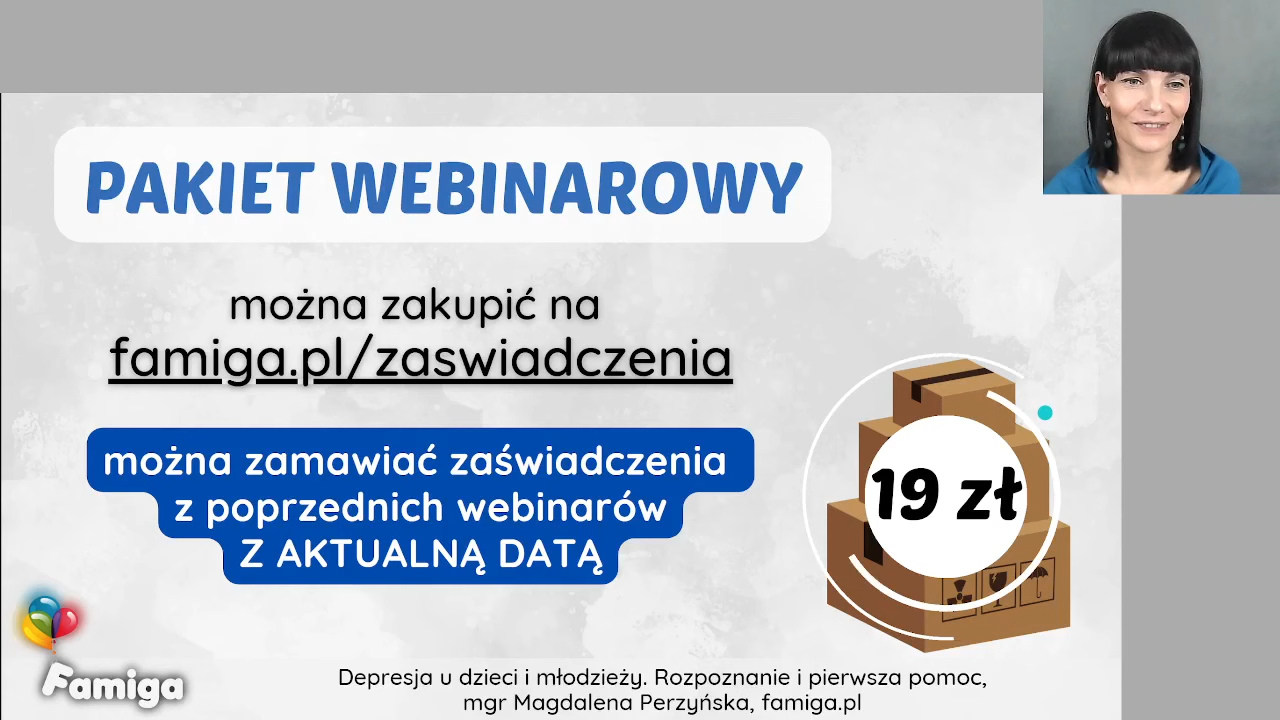 PAKIET WEBINAROWY
można zakupić na
famiga.pl/zaswiadczenia
można zamawiać zaświadczenia
z poprzednich webinarów
Z AKTUALNĄ DATĄ
19 zł
Famiga
Depresja u dzieci i młodzieży. Rozpoznanie i pierwsza pomoc,
mgr Magdalena Perzyńska, famiga.pl